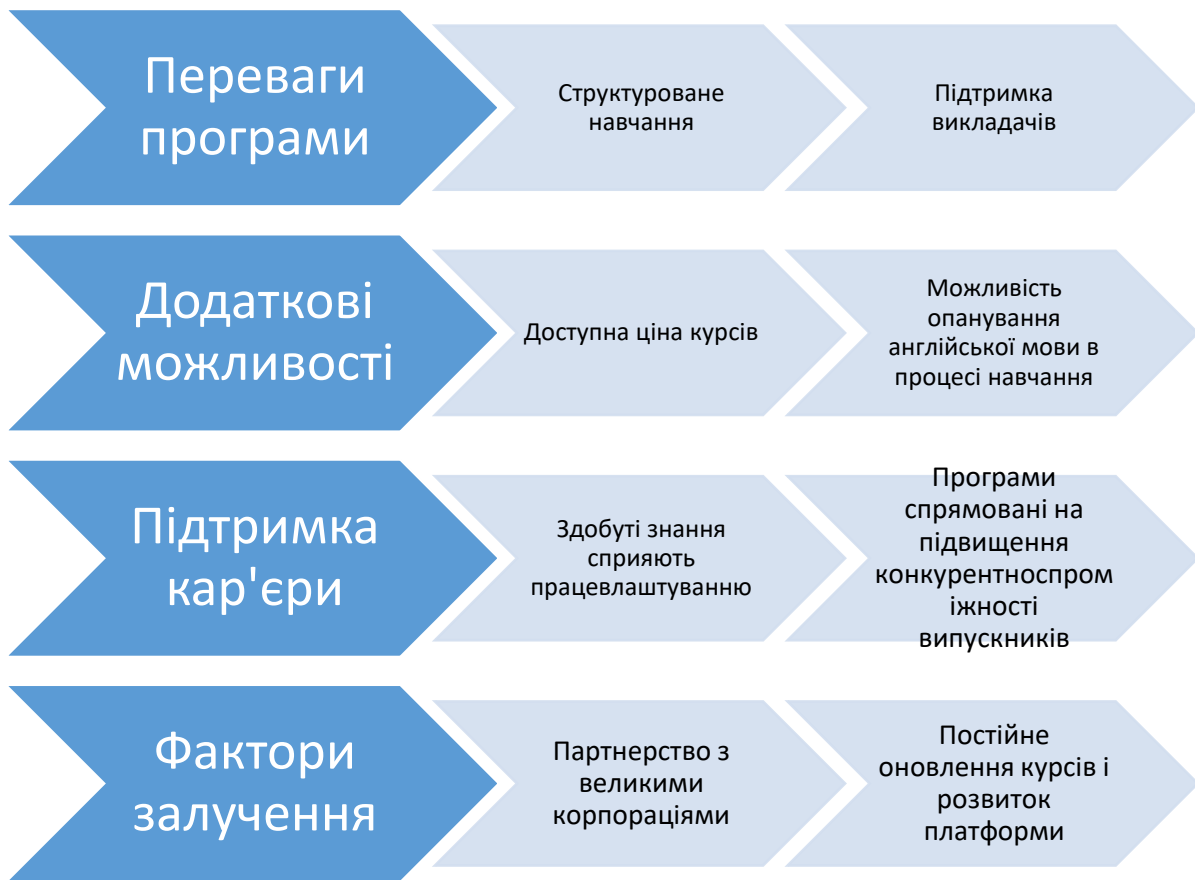 Переваги
програми
Структуроване
навчання
Підтримка
викладачів
Додаткові
можливості
Доступна ціна курсів
Можливість
опанування
англійської мови в
процесі навчання
Підтримка
кар'єри
Здобуті знання
сприяють
працевлаштуванню
Програми
спрямовані на
підвищення
конкурентноспром
іжності
випускників
Фактори
залучення
Партнерство з
великими
корпораціями
Постійне
оновлення курсів і
розвиток
платформи